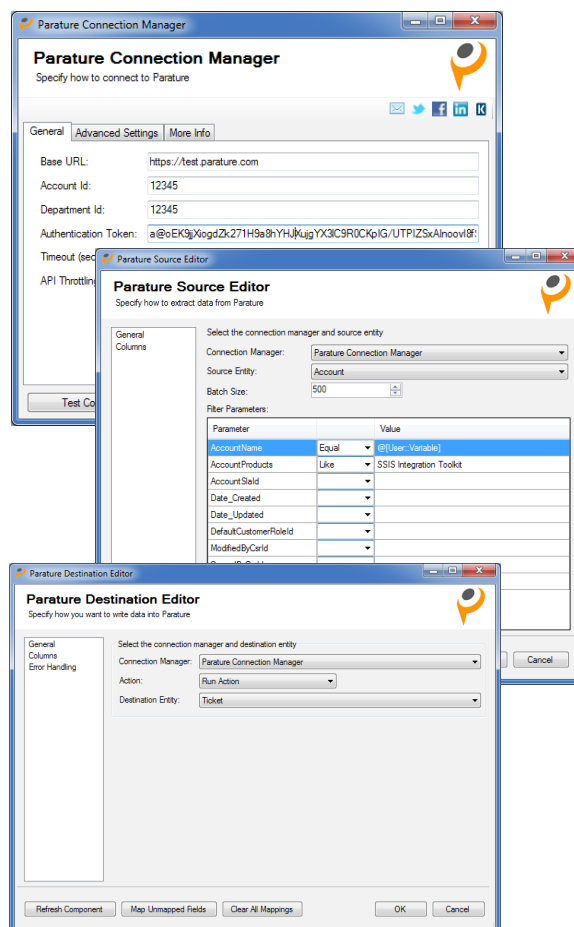 Parature Connection Manager
Parature Connection Manager
Specify how to connect to Parature
General Advanced Settings More Info
Base URL: https://test.parature.com
Account Id: 12345
Department Id: 12345
Authentication Token:
Timeout (sec
API Throttling
Test Co
Parature Source Editor
Parature Source Editor
Specify how to extract data from Parature
General
Columns
Select the connection manager and source entity
Connection Manager: Parature Connection Manager
Source Entity: Account
Batch Size: 500
Filter Parameters:
Parameter Value
AccountName Equal @[User::Variable]
AccountProducts Like SSIS Integration Toolkit
AccountSlaId
Date_Created
Date_Updated
DefaultCustomerRoleId
ModifiedByCsrId
Cancel
Parature Destination Editor
Parature Destination Editor
Specify how you want to write data into Parature
General
Columns
Error Handling
Select the connection manager and destination entity
Connection Manager: Parature Connection Manager
Action: Run Action
Destination Entity: Ticket
Refresh Component Map Unmapped Fields Clear All Mappings OK Cancel